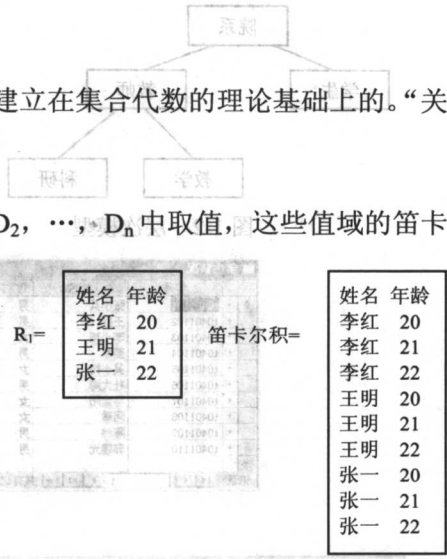 建立在集合代数的理论基础上的。“关
D₂, …, Dₙ中取值，这些值域的笛卡
R₁=
姓名 年龄
李红 20
王明 21
张一 22
笛卡尔积=
姓名 年龄
李红 20
李红 21
李红 22
王明 20
王明 21
王明 22
张一 20
张一 21
张一 22